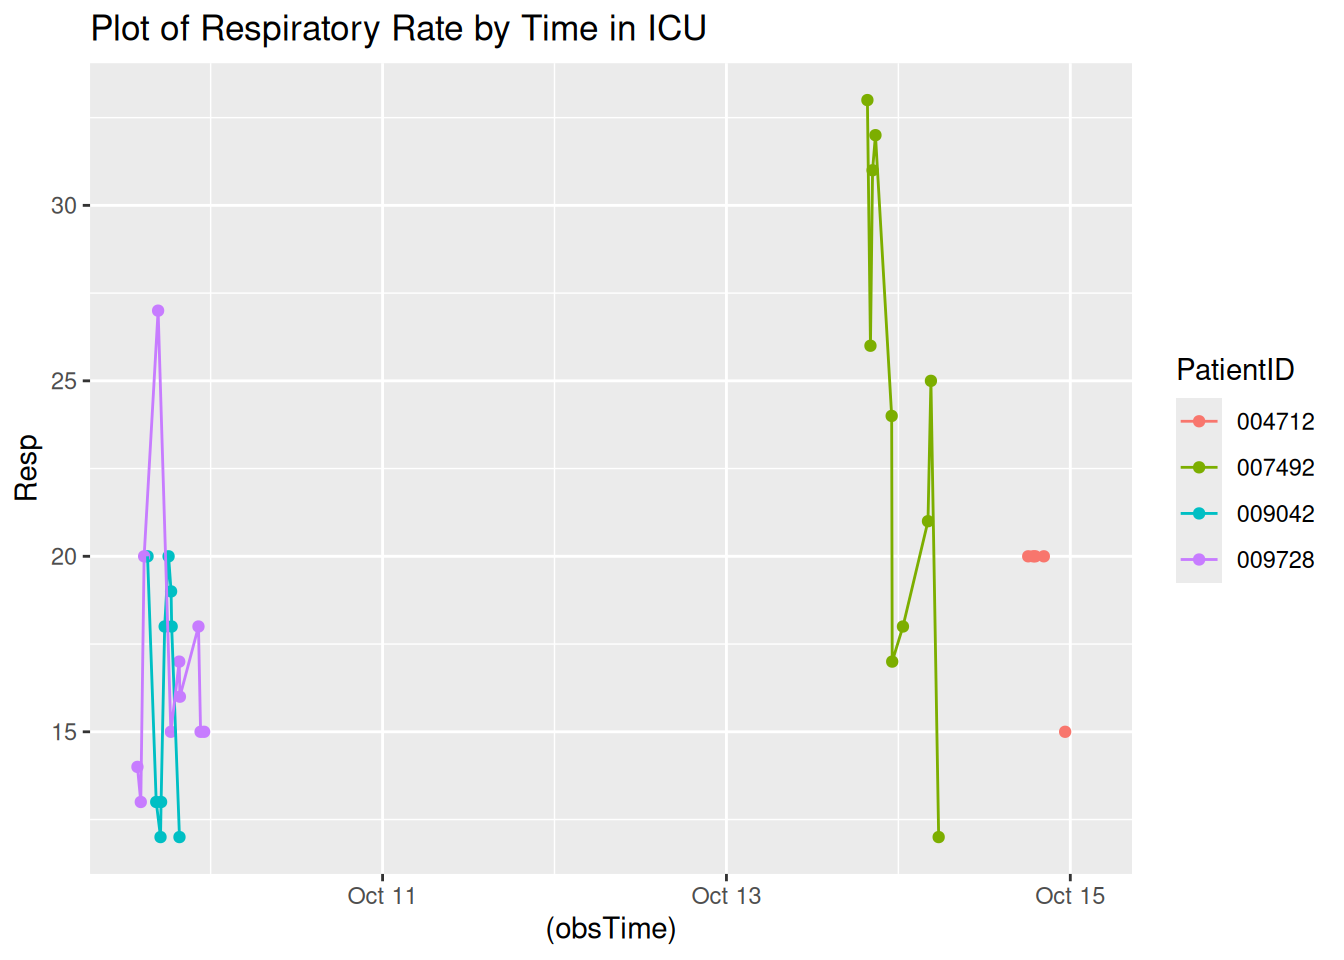 Plot of Respiratory Rate by Time in ICU
30
25
20
15
Resp
Oct 11
Oct 13
Oct 15
(obsTime)
PatientID
004712
007492
009042
009728